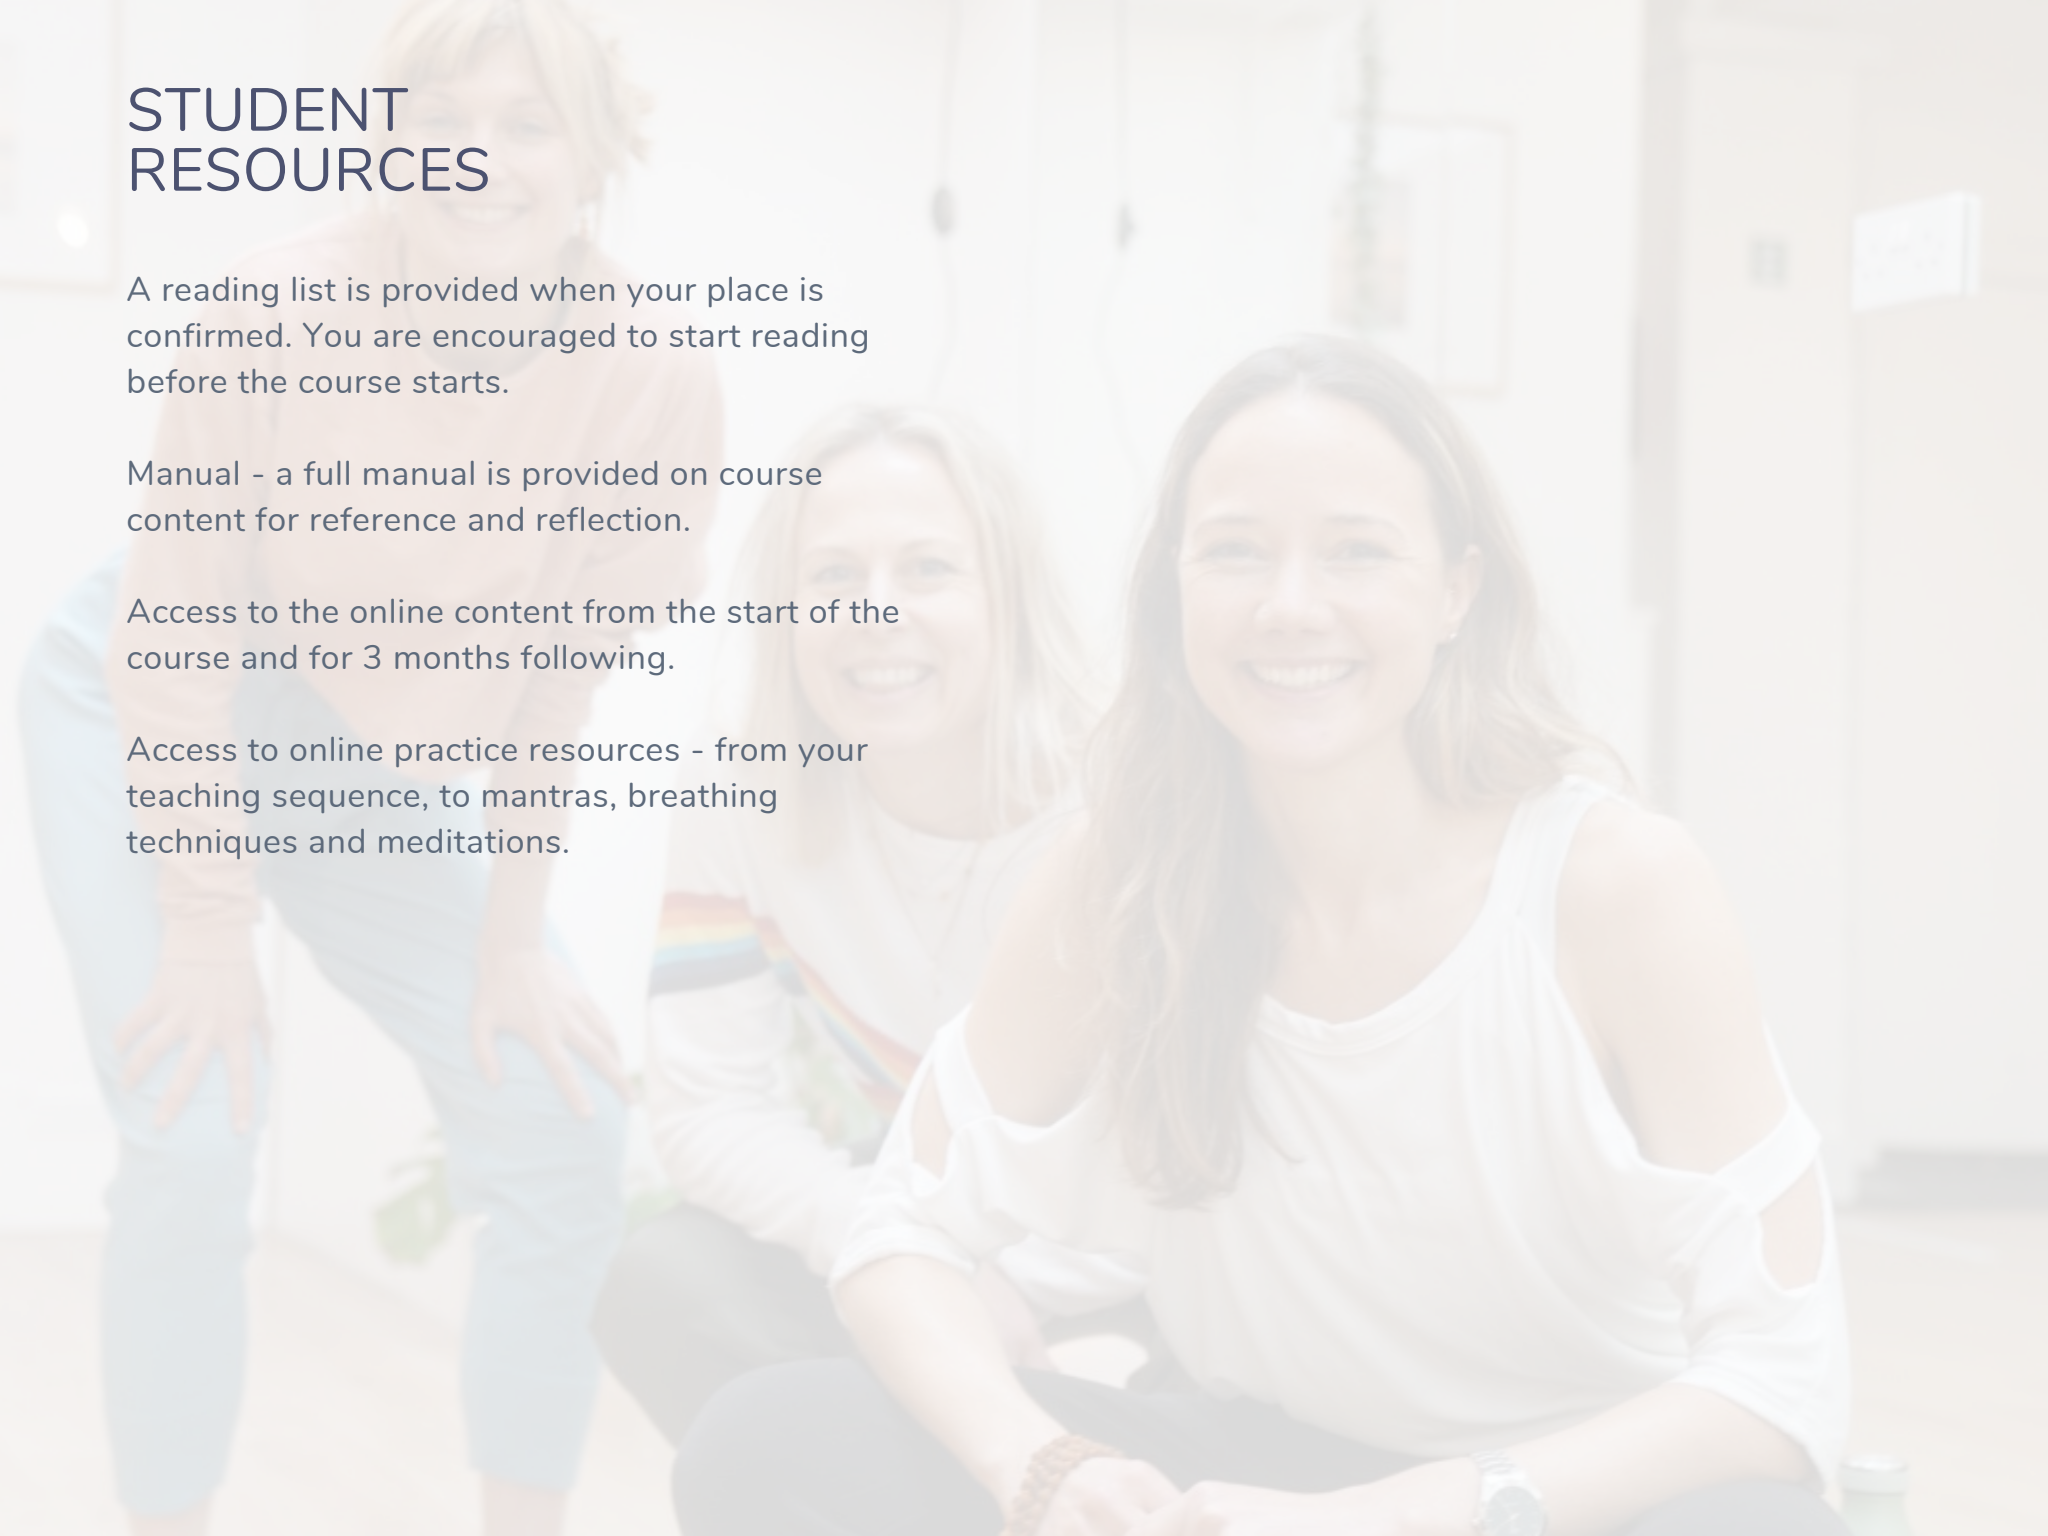 STUDENT
RESOURCES
A reading list is provided when your place is
confirmed. You are encouraged to start reading
before the course starts.
Manual - a full manual is provided on course
content for reference and reflection.
Access to the online content from the start of the
course and for 3 months following.
Access to online practice resources - from your
teaching sequence, to mantras, breathing
techniques and meditations.